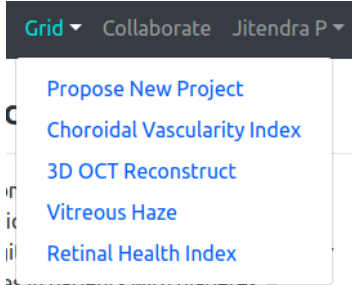 Grid Collaborate Jitendra P
Propose New Project
Choroidal Vascularity Index
3D OCT Reconstruct
Vitreous Haze
Retinal Health Index